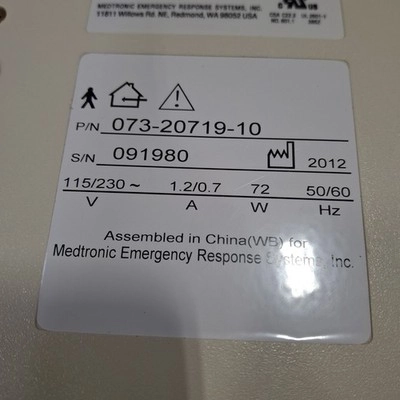 MEDTRONIC EMERGENCY RESPONSE SYSTEMS, INC.
11811 Willows Rd. NE, Redmond, WA 98052 USA
P/N 073-20719-10
S/N 091980
2012
115/230 ~ 1.2/0.7 72 50/60
V A W Hz
Assembled in China(WB) for
Medtronic Emergency Response Systems, Inc.